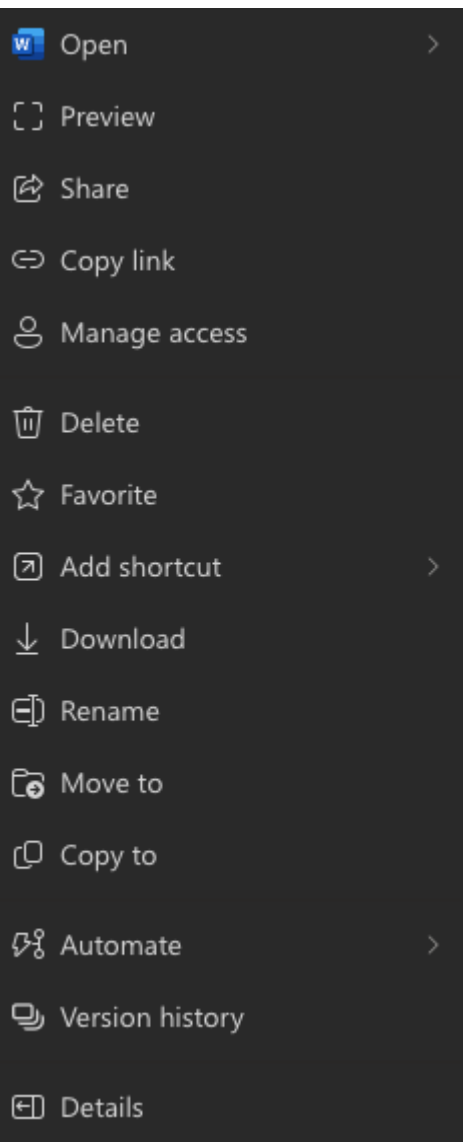 W Open
Preview
Share
Copy link
Manage access
Delete
Favorite
Add shortcut
Download
Rename
Move to
Copy to
Automate
Version history
Details